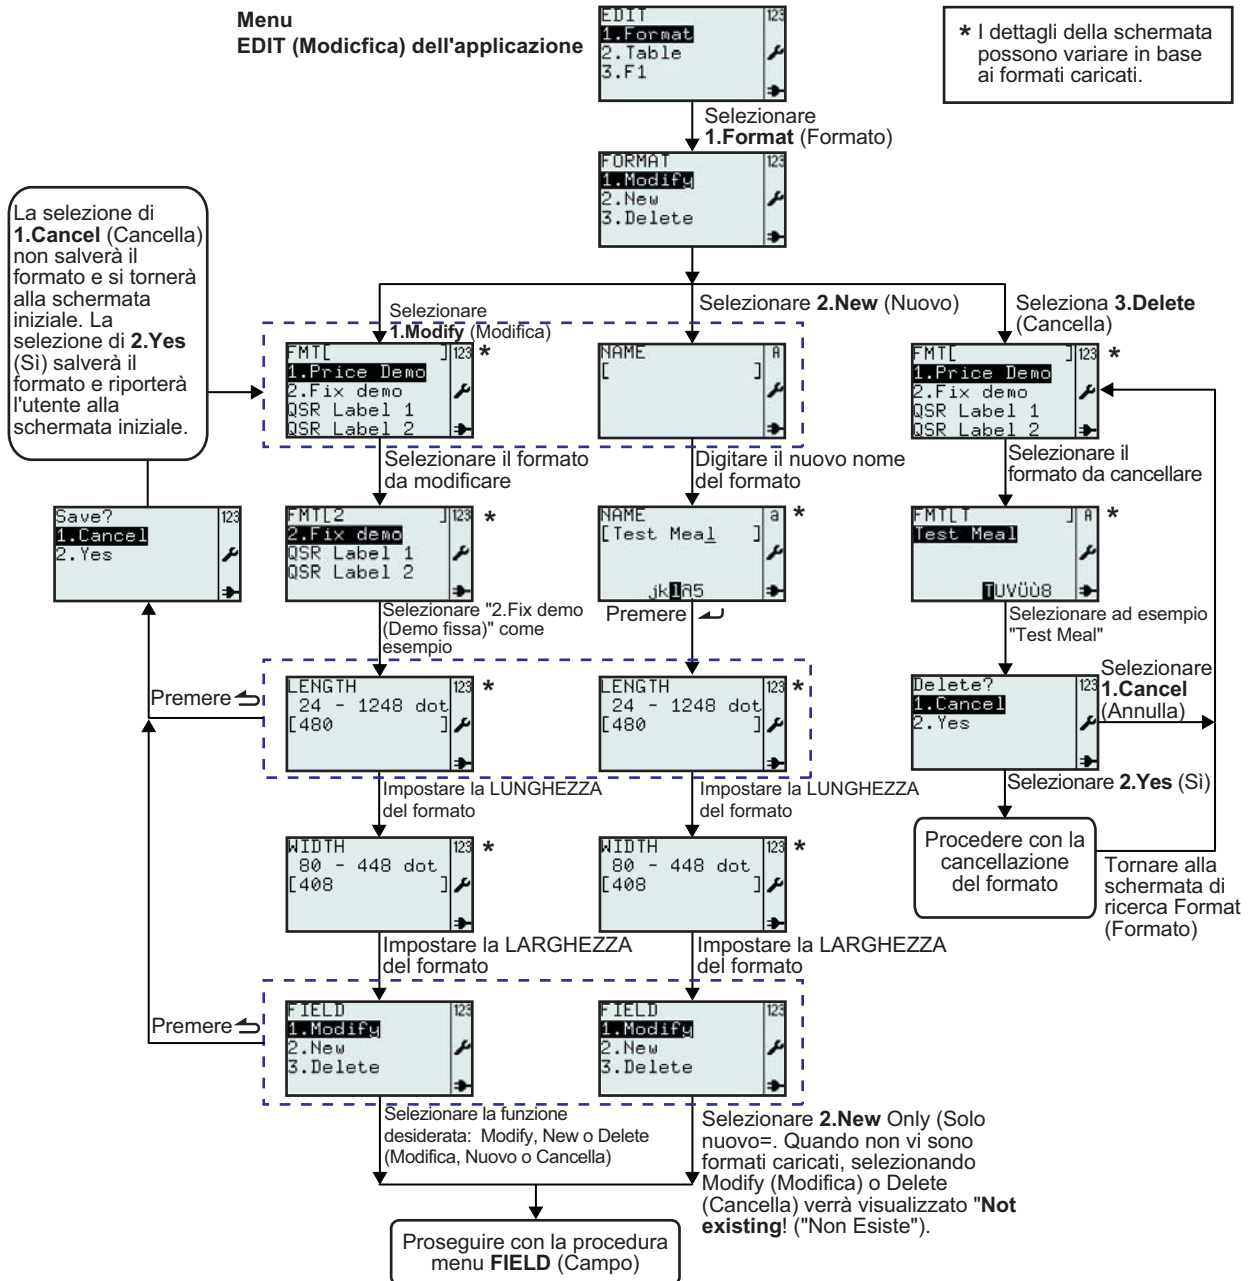 Menu
EDIT (Modicfica) dell'applicazione
EDIT 123
1.Format
2.Table
3.F1
* I dettagli della schermata
possono variare in base
ai formati caricati.
Selezionare
1.Format (Formato)
FORMAT 123
1.Modify
2.New
3.Delete
La selezione di
1.Cancel (Cancella)
non salverà il
formato e si tornerà
alla schermata
iniziale. La
selezione di 2.Yes
(Sì) salverà il
formato e riporterà
l'utente alla
schermata iniziale.
Selezionare
1.Modify (Modifica)
Selezionare 2.New (Nuovo)
Seleziona 3.Delete
(Cancella)
FMT[ ] 123 *
1.Price Demo
2.Fix demo
QSR Label 1
QSR Label 2
NAME A
[ ]
FMT[ ] 123 *
1.Price Demo
2.Fix demo
QSR Label 1
QSR Label 2
Selezionare il formato
da modificare
Digitare il nuovo nome
del formato
Selezionare il
formato da cancellare
Save? 123
1.Cancel
2.Yes
FMT[2 ] 123 *
2.Fix demo
QSR Label 1
QSR Label 2
NAME a *
[Test Meal ]
jklA5
FMT[T ] A *
Test Meal
TUVÜù8
Selezionare "2.Fix demo
(Demo fissa)" come
esempio
Premere
Selezionare ad esempio
"Test Meal"
Premere
LENGTH 123 *
24 - 1248 dot
[480 ]
LENGTH 123 *
24 - 1248 dot
[480 ]
Delete? 123
1.Cancel
2.Yes
Selezionare
1.Cancel
(Annulla)
Impostare la LUNGHEZZA
del formato
Impostare la LUNGHEZZA
del formato
Selezionare 2.Yes (Sì)
WIDTH 123 *
80 - 448 dot
[408 ]
WIDTH 123 *
80 - 448 dot
[408 ]
Procedere con la
cancellazione
del formato
Tornare alla
schermata di
ricerca Format
(Formato)
Impostare la LARGHEZZA
del formato
Impostare la LARGHEZZA
del formato
Premere
FIELD 123
1.Modify
2.New
3.Delete
FIELD 123
1.Modify
2.New
3.Delete
Selezionare la funzione
desiderata: Modify, New o Delete
(Modifica, Nuovo o Cancella)
Selezionare 2.New Only (Solo
nuovo=. Quando non vi sono
formati caricati, selezionando
Modify (Modifica) o Delete
(Cancella) verrà visualizzato "Not
existing! ("Non Esiste").
Proseguire con la procedura
menu FIELD (Campo)